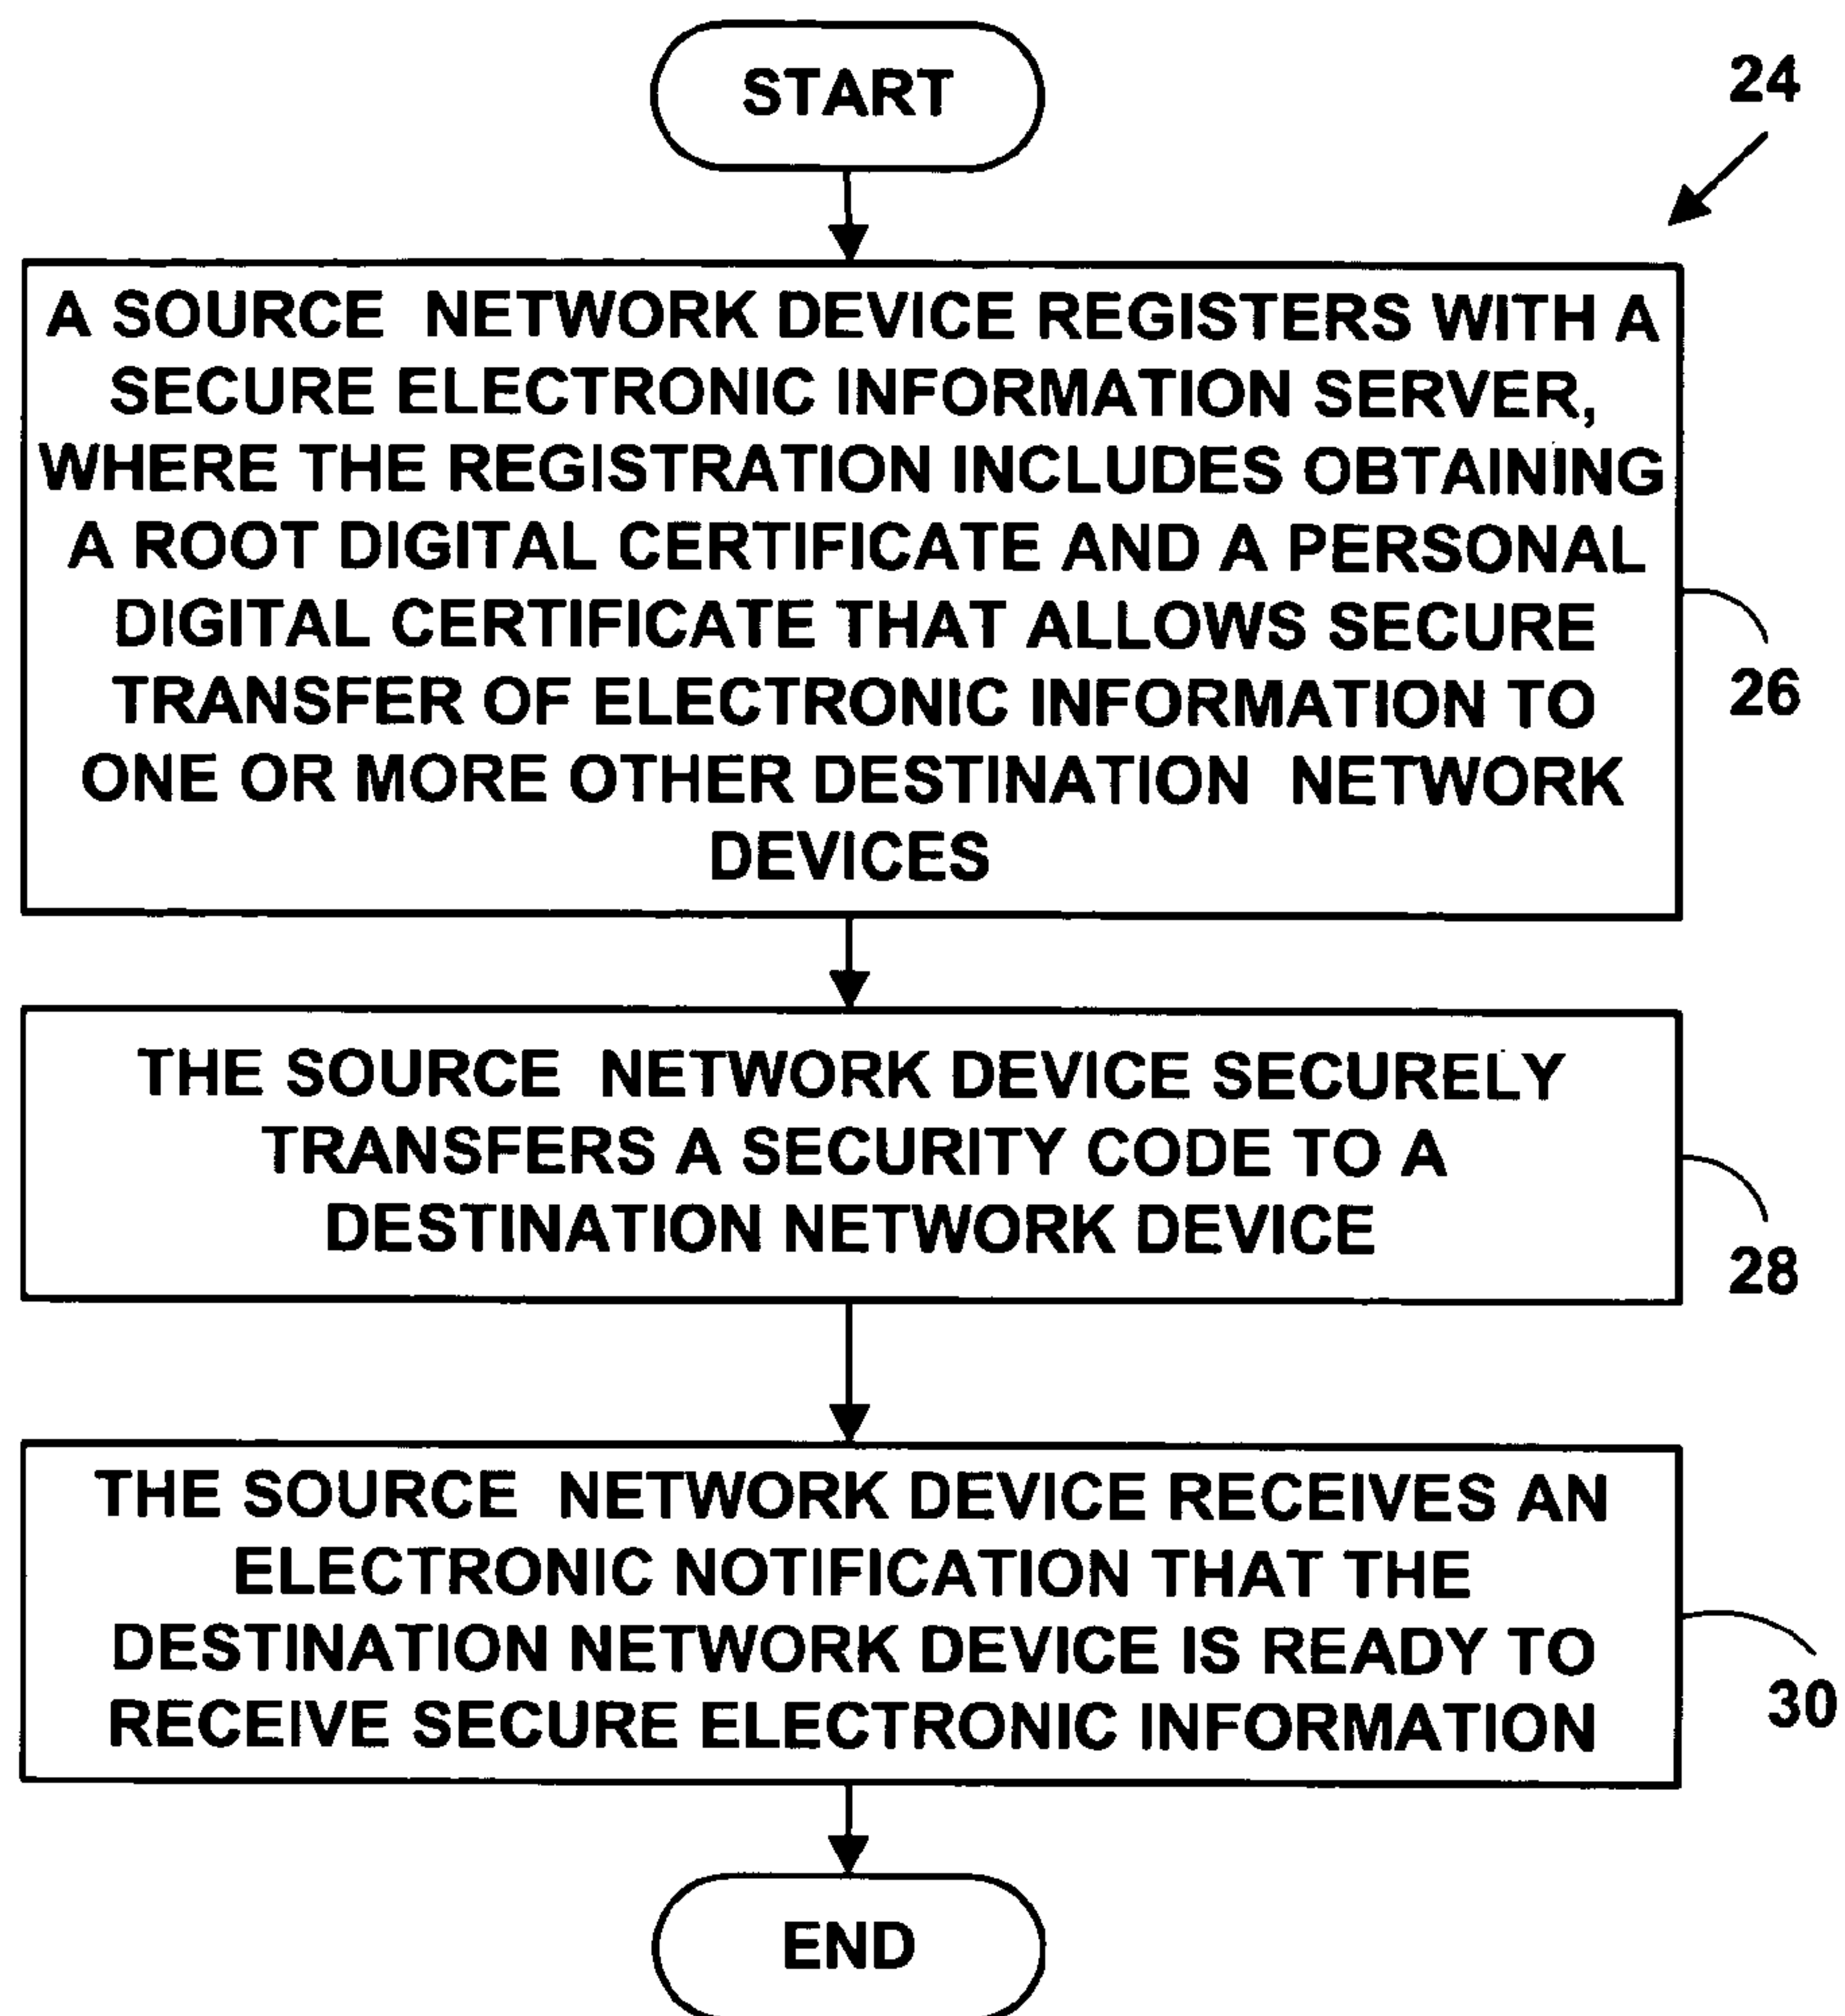 START
24
A SOURCE NETWORK DEVICE REGISTERS WITH A
SECURE ELECTRONIC INFORMATION SERVER,
WHERE THE REGISTRATION INCLUDES OBTAINING
A ROOT DIGITAL CERTIFICATE AND A PERSONAL
DIGITAL CERTIFICATE THAT ALLOWS SECURE
TRANSFER OF ELECTRONIC INFORMATION TO
ONE OR MORE OTHER DESTINATION NETWORK
DEVICES
26
THE SOURCE NETWORK DEVICE SECURELY
TRANSFERS A SECURITY CODE TO A
DESTINATION NETWORK DEVICE
28
THE SOURCE NETWORK DEVICE RECEIVES AN
ELECTRONIC NOTIFICATION THAT THE
DESTINATION NETWORK DEVICE IS READY TO
RECEIVE SECURE ELECTRONIC INFORMATION
30
END